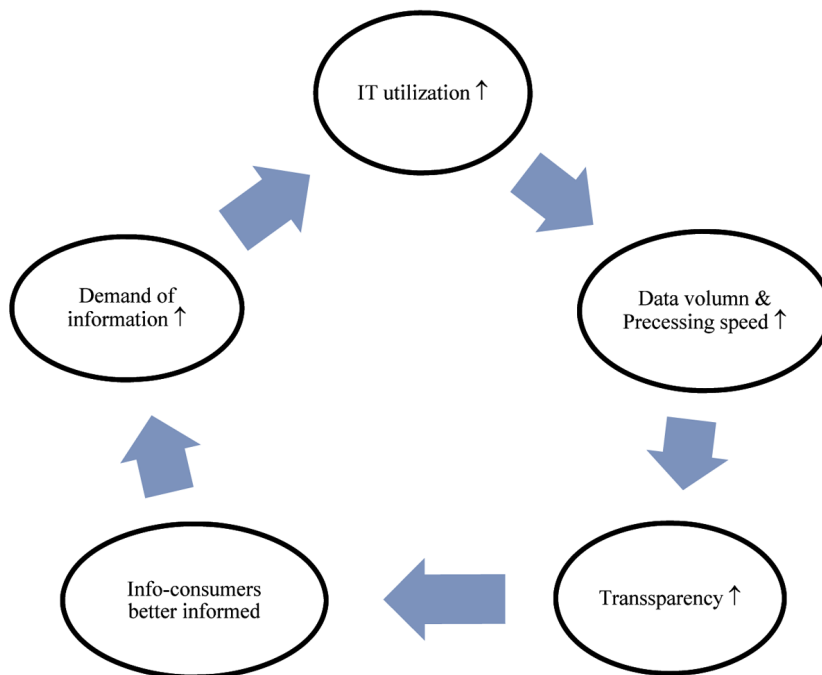 IT utilization ↑
Data volumn &
Precessing speed ↑
Transsparency ↑
Info-consumers
better informed
Demand of
information ↑